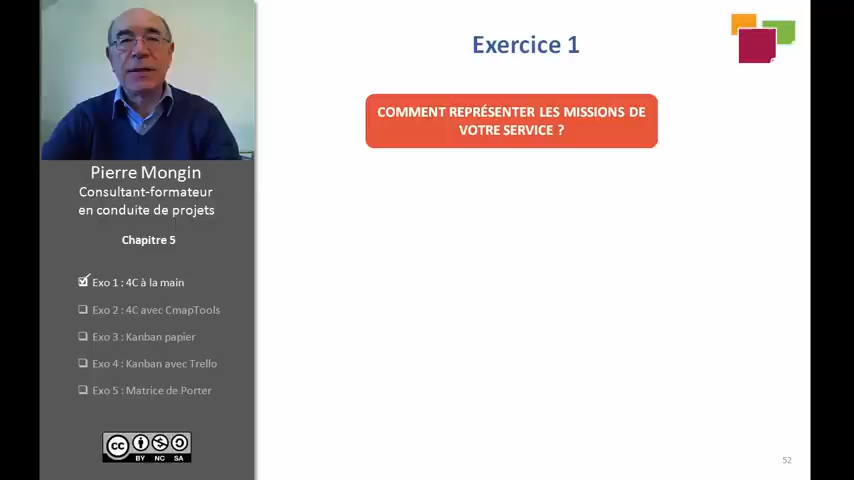 Exercice 1
COMMENT REPRÉSENTER LES MISSIONS DE
VOTRE SERVICE ?
Pierre Mongin
Consultant-formateur
en conduite de projets
Chapitre 5
Exo 1 : 4C à la main
Exo 2 : 4C avec CmapTools
Exo 3 : Kanban papier
Exo 4 : Kanban avec Trello
Exo 5 : Matrice de Porter
cc
BY NC SA
52